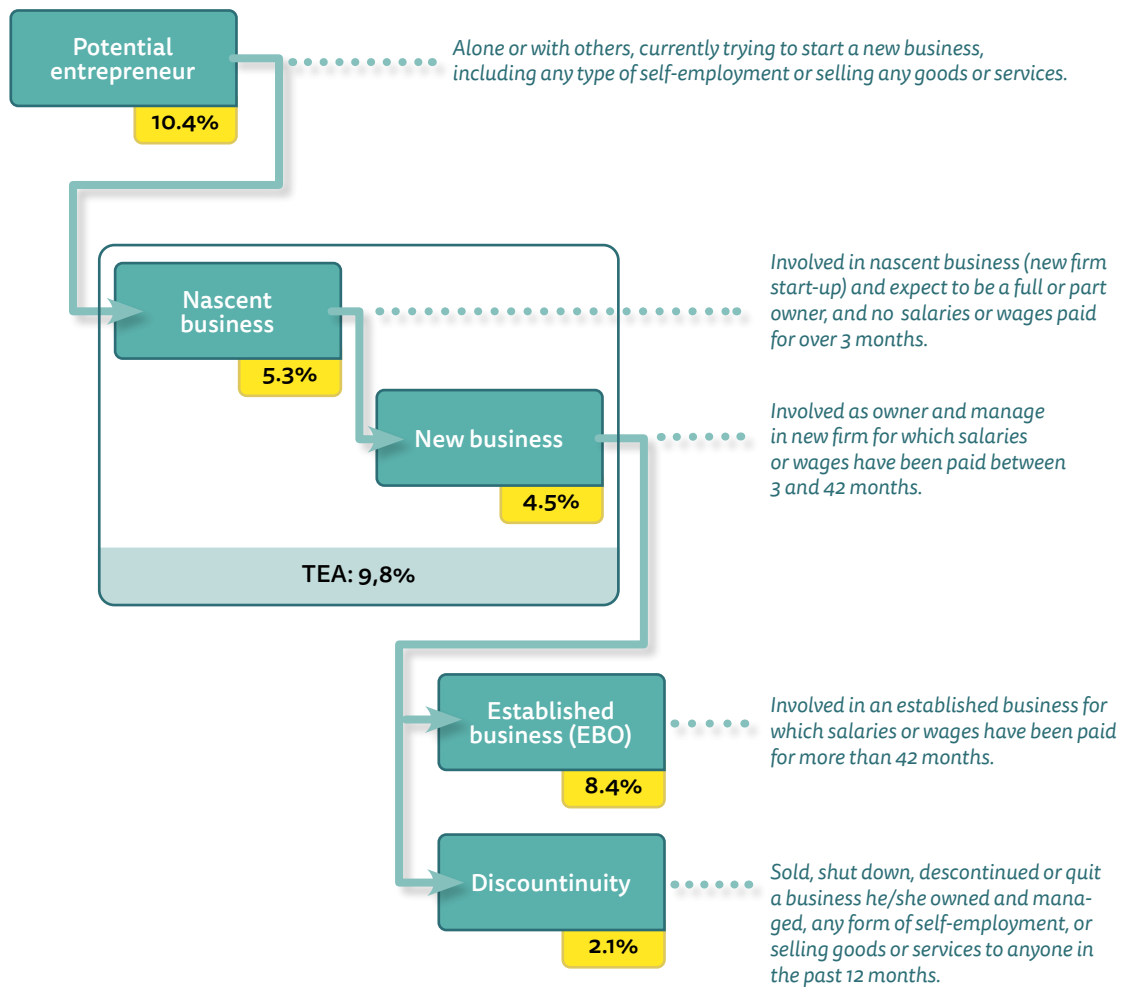 Potential
entrepreneur
10.4%
Alone or with others, currently trying to start a new business,
including any type of self-employment or selling any goods or services.
Nascent
business
5.3%
Involved in nascent business (new firm
start-up) and expect to be a full or part
owner, and no salaries or wages paid
for over 3 months.
New business
4.5%
Involved as owner and manage
in new firm for which salaries
or wages have been paid between
3 and 42 months.
TEA: 9,8%
Established
business (EBO)
8.4%
Involved in an established business for
which salaries or wages have been paid
for more than 42 months.
Discountinuity
2.1%
Sold, shut down, descontinued or quit
a business he/she owned and mana-
ged, any form of self-employment, or
selling goods or services to anyone in
the past 12 months.